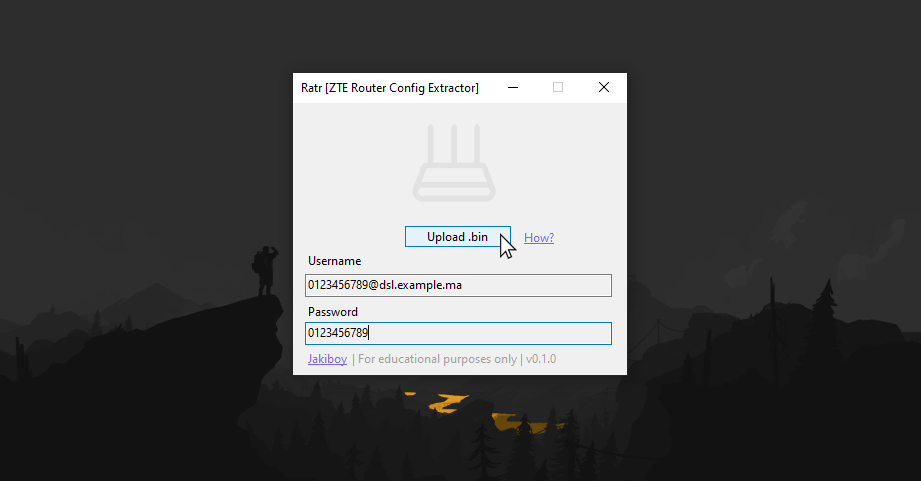 Ratr [ZTE Router Config Extractor]
Upload .bin How?
Username
0123456789@dsl.example.ma
Password
0123456789
Jakiboy | For educational purposes only | v0.1.0